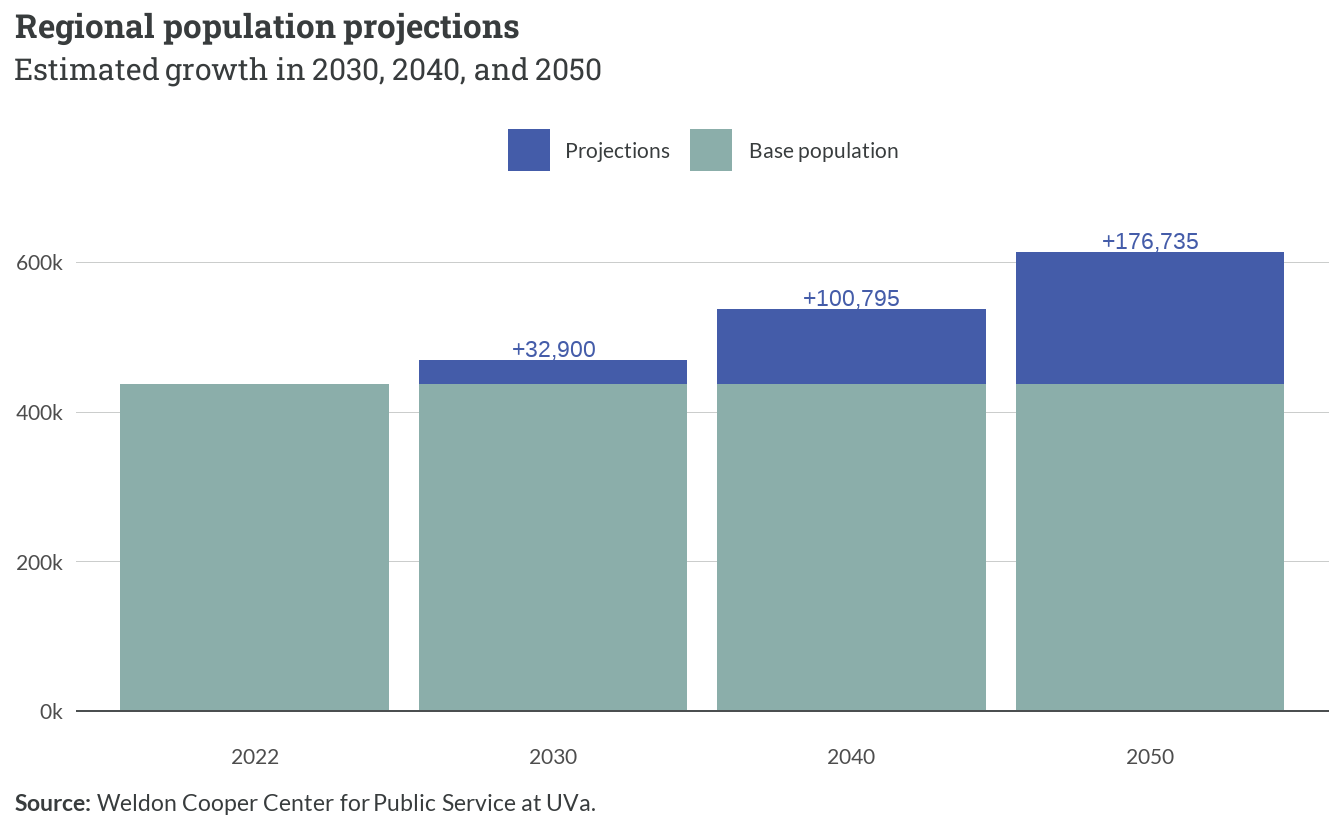 Regional population projections
Estimated growth in 2030, 2040, and 2050
Projections Base population
+176,735
600k
+100,795
+32,900
400k
200k
0k
2022 2030 2040 2050
Source: Weldon Cooper Center for Public Service at UVa.